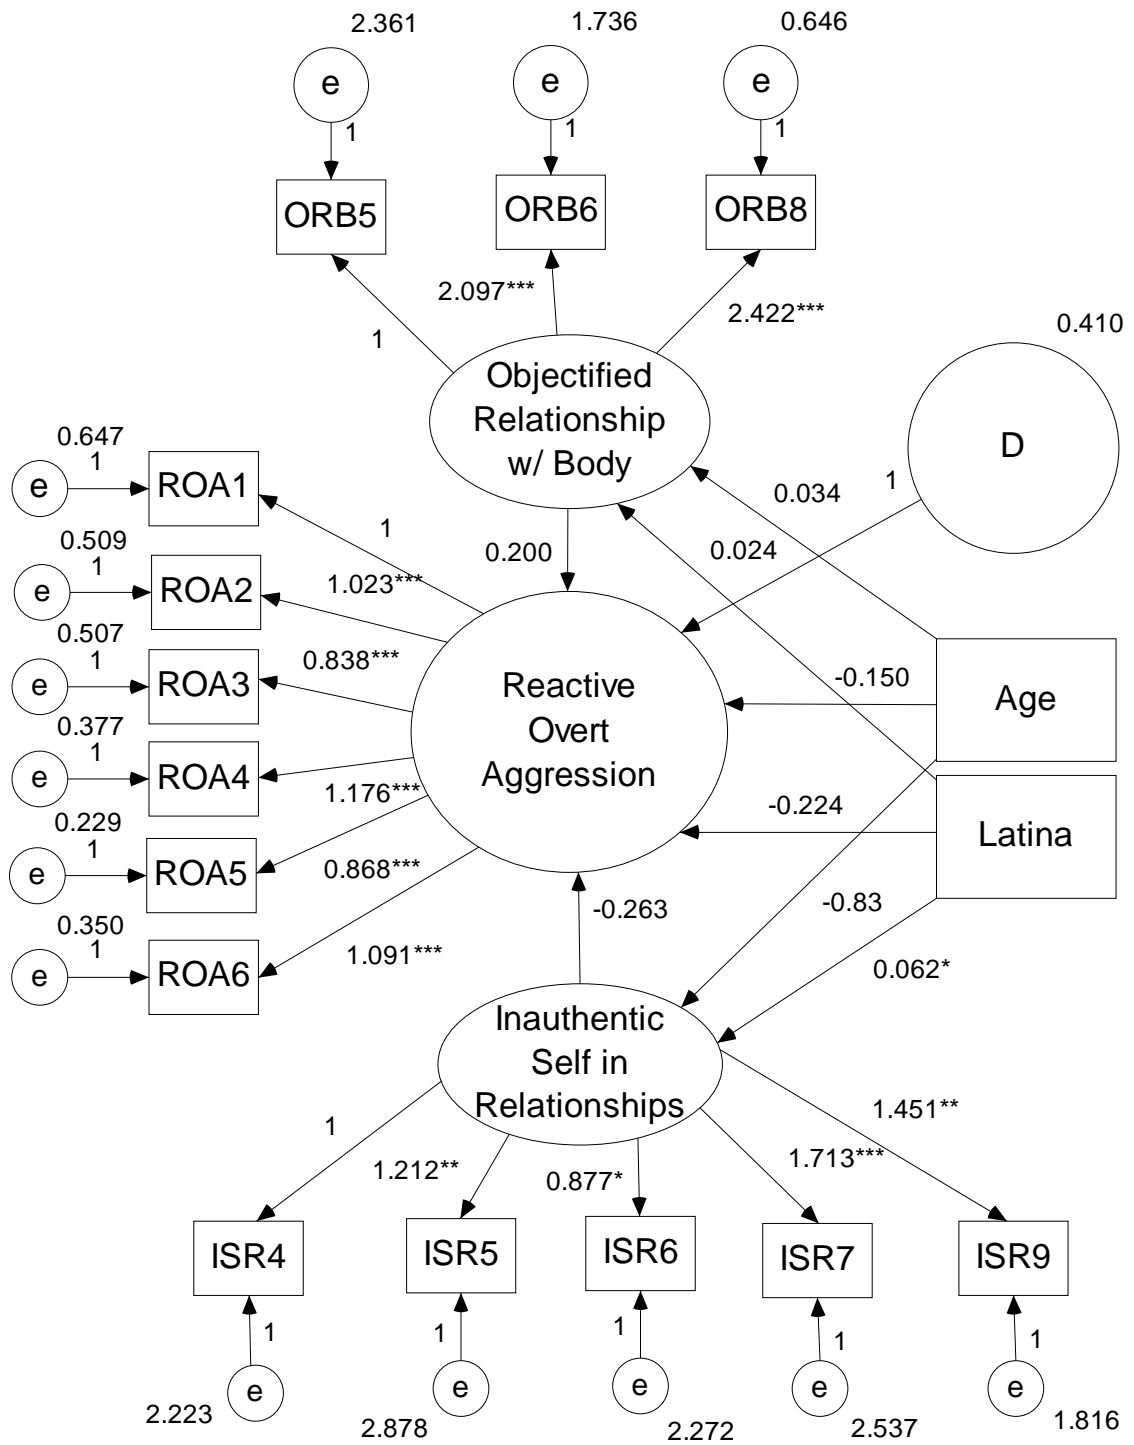 2.361
1.736
0.646
e
e
e
1
1
1
ORB5
ORB6
ORB8
2.097***
2.422***
1
0.410
Objectified
Relationship
w/ Body
D
0.647
1
e
ROA1
0.034
1
1
0.509
1
e
ROA2
0.200
0.024
1.023***
0.507
1
e
ROA3
0.838***
Reactive
Overt
Aggression
-0.150
Age
0.377
1
e
ROA4
1.176***
-0.224
Latina
0.229
1
e
ROA5
0.868***
-0.263
-0.83
0.350
1
e
ROA6
1.091***
0.062*
Inauthentic
Self in
Relationships
1
1.212**
0.877*
1.713***
1.451**
ISR4
ISR5
ISR6
ISR7
ISR9
1
1
1
1
1
e
e
e
e
e
2.223
2.878
2.272
2.537
1.816